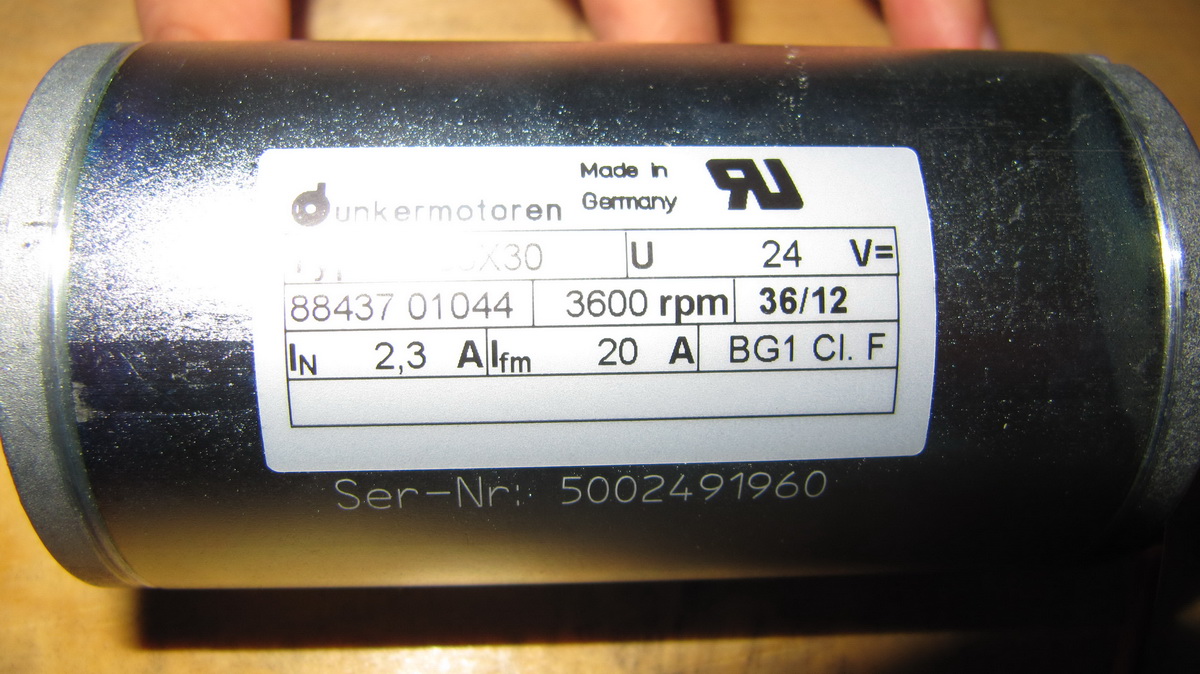 dunkermotoren
Made in
Germany
X30 U 24 V=
88437 01044 3600 rpm 36/12
IN 2,3 A Ifm 20 A BG1 Cl. F
Ser-Nr: 5002491960